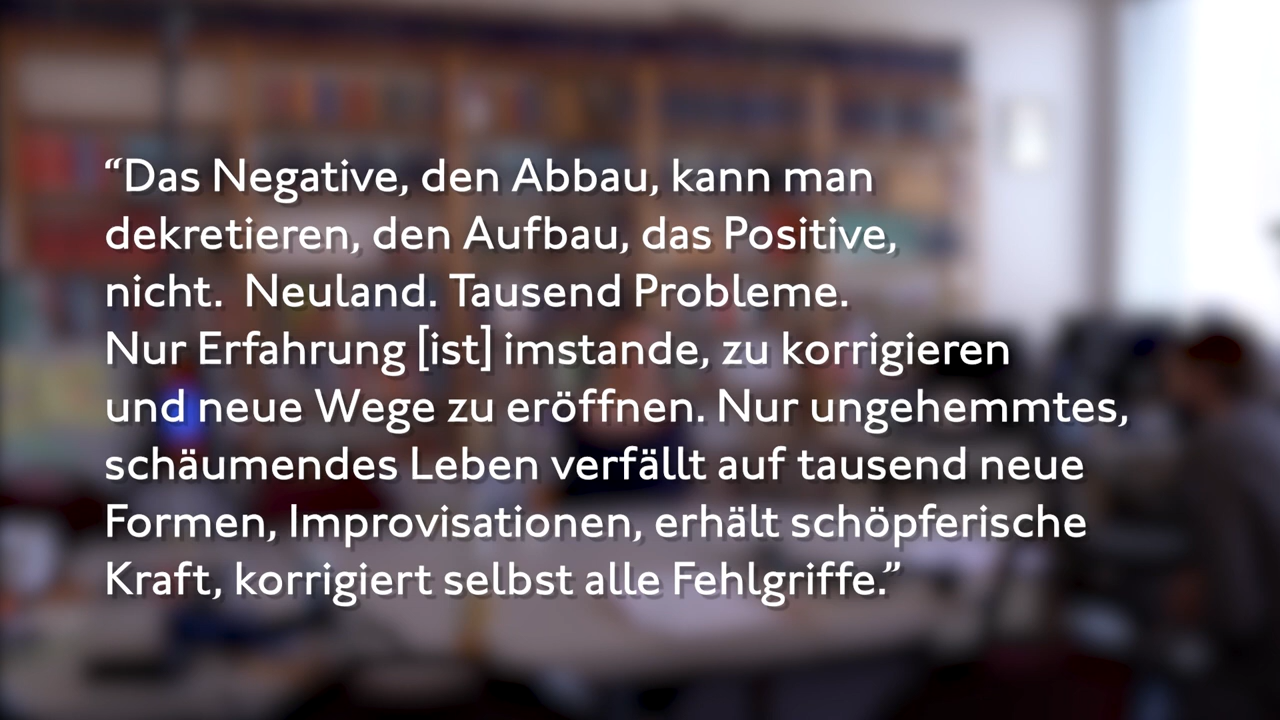 “Das Negative, den Abbau, kann man
dekretieren, den Aufbau, das Positive,
nicht.  Neuland. Tausend Probleme.
Nur Erfahrung [ist] imstande, zu korrigieren
und neue Wege zu eröffnen. Nur ungehemmtes,
schäumendes Leben verfällt auf tausend neue
Formen, Improvisationen, erhält schöpferische
Kraft, korrigiert selbst alle Fehlgriffe.”